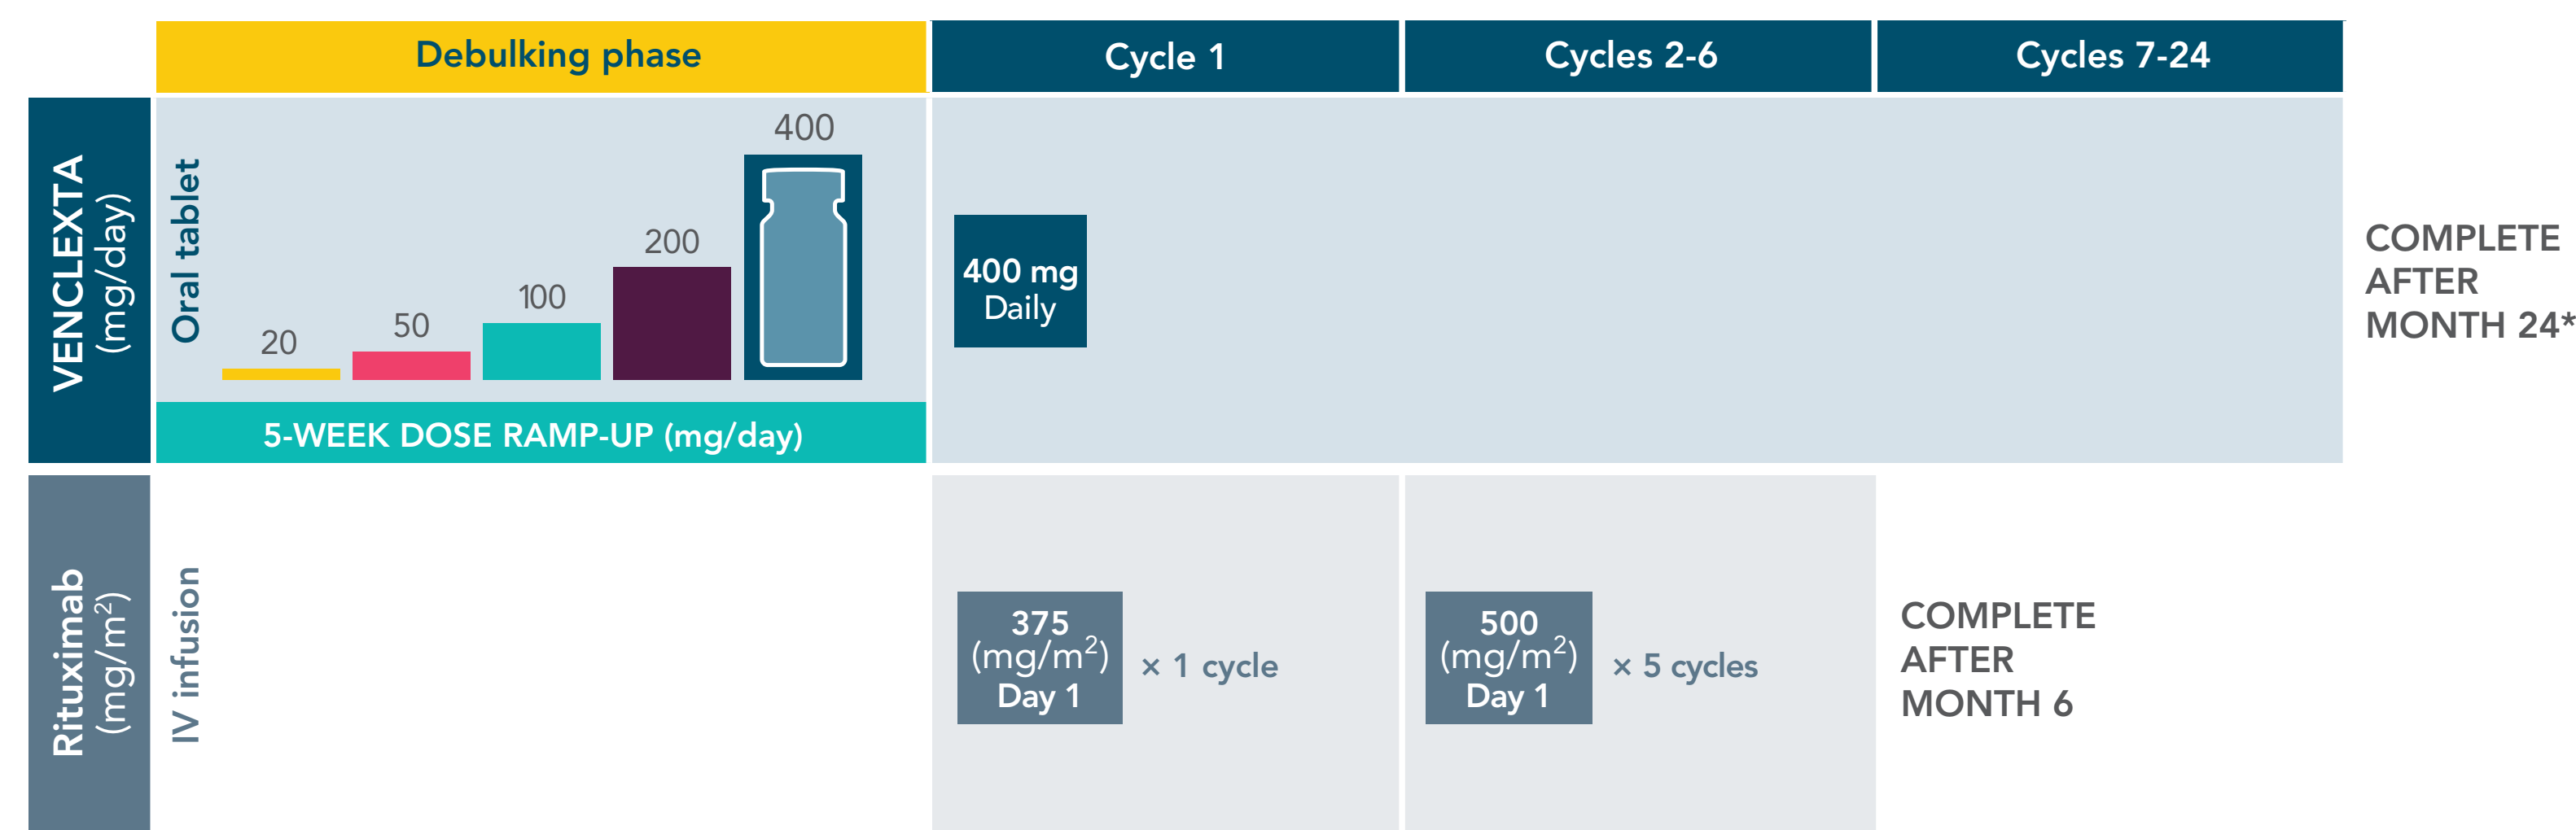 Debulking phase
Cycle 1
Cycles 2-6
Cycles 7-24
VENCLEXTA
(mg/day)
Oral tablet
20
50
100
200
400
5-WEEK DOSE RAMP-UP (mg/day)
400 mg
Daily
COMPLETE
AFTER
MONTH 24*
Rituximab
(mg/m²)
IV infusion
375
(mg/m²)
Day 1
× 1 cycle
500
(mg/m²)
Day 1
× 5 cycles
COMPLETE
AFTER
MONTH 6